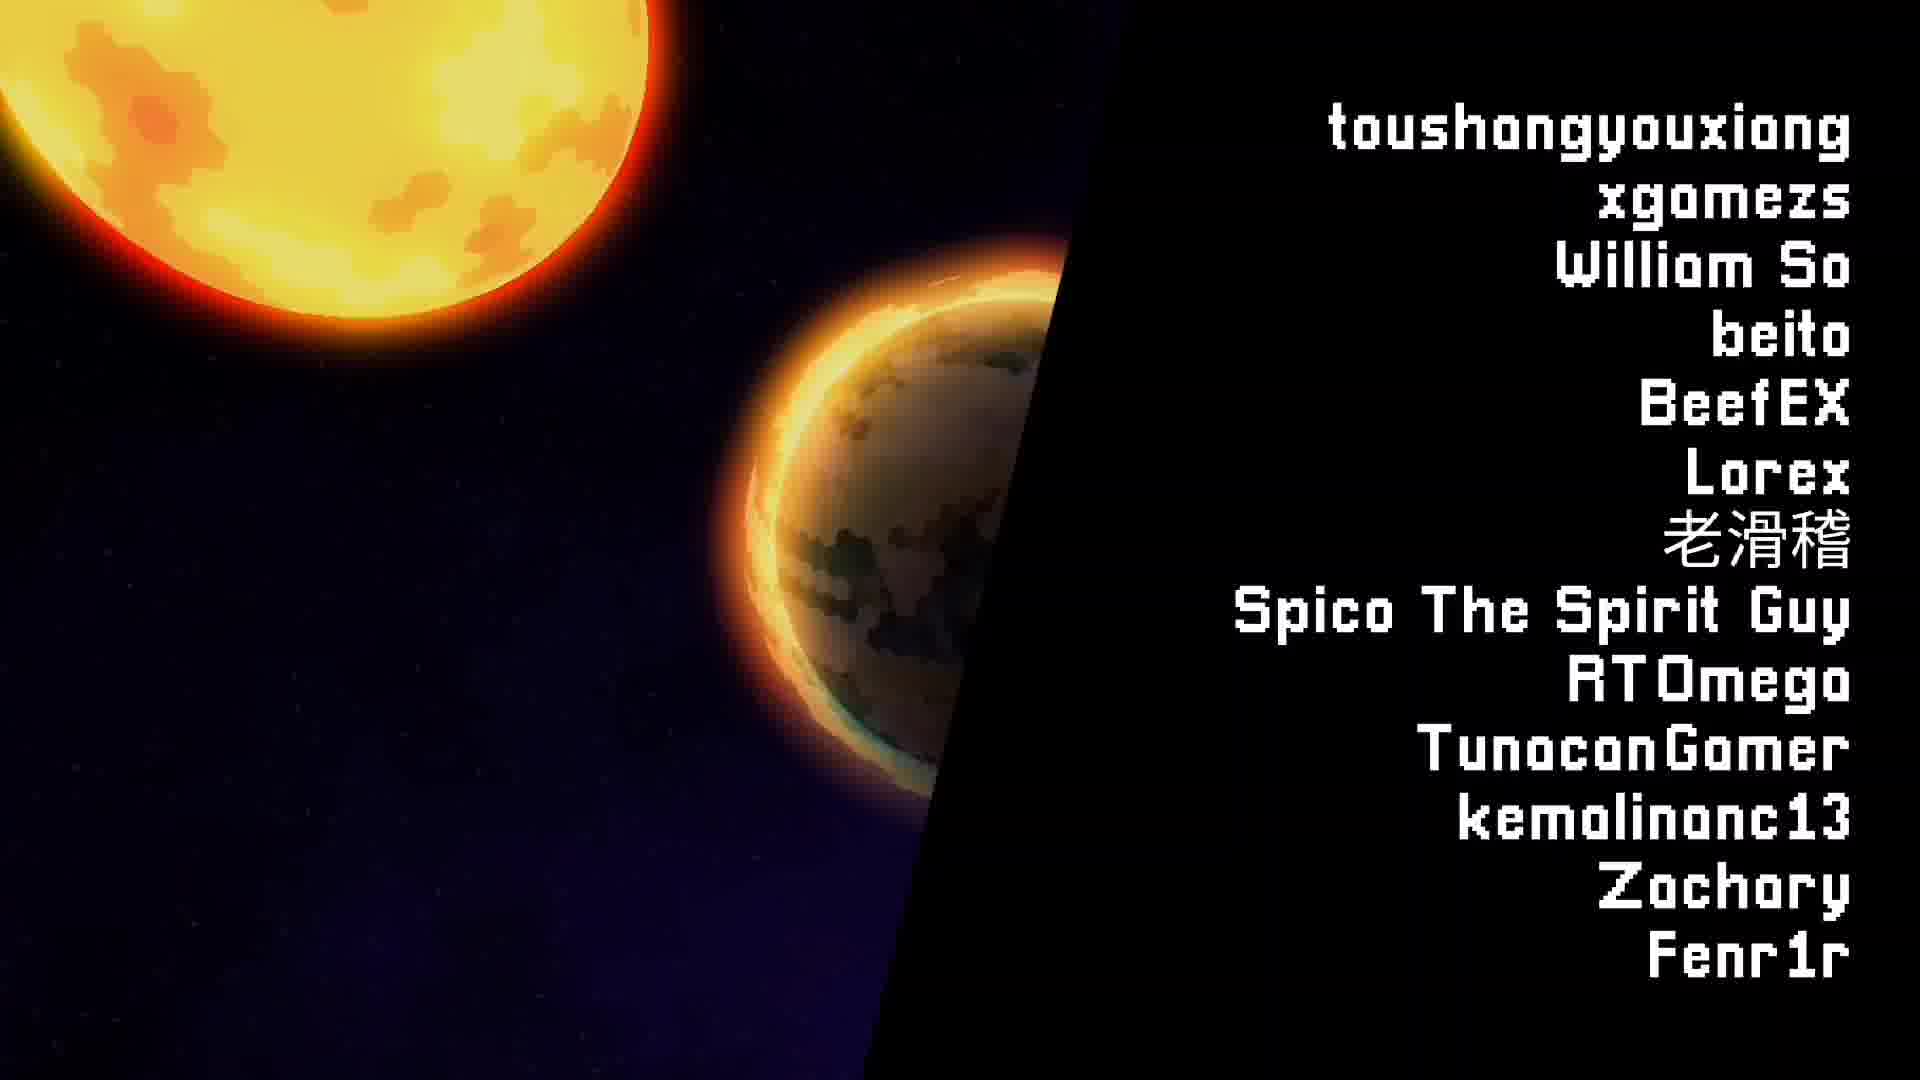 toushangyouxiang
xgamezs
William So
beito
BeefEX
Lorex
老滑稽
Spico The Spirit Guy
RTOmega
TunacanGamer
kemalinanc13
Zachary
Fenr1r